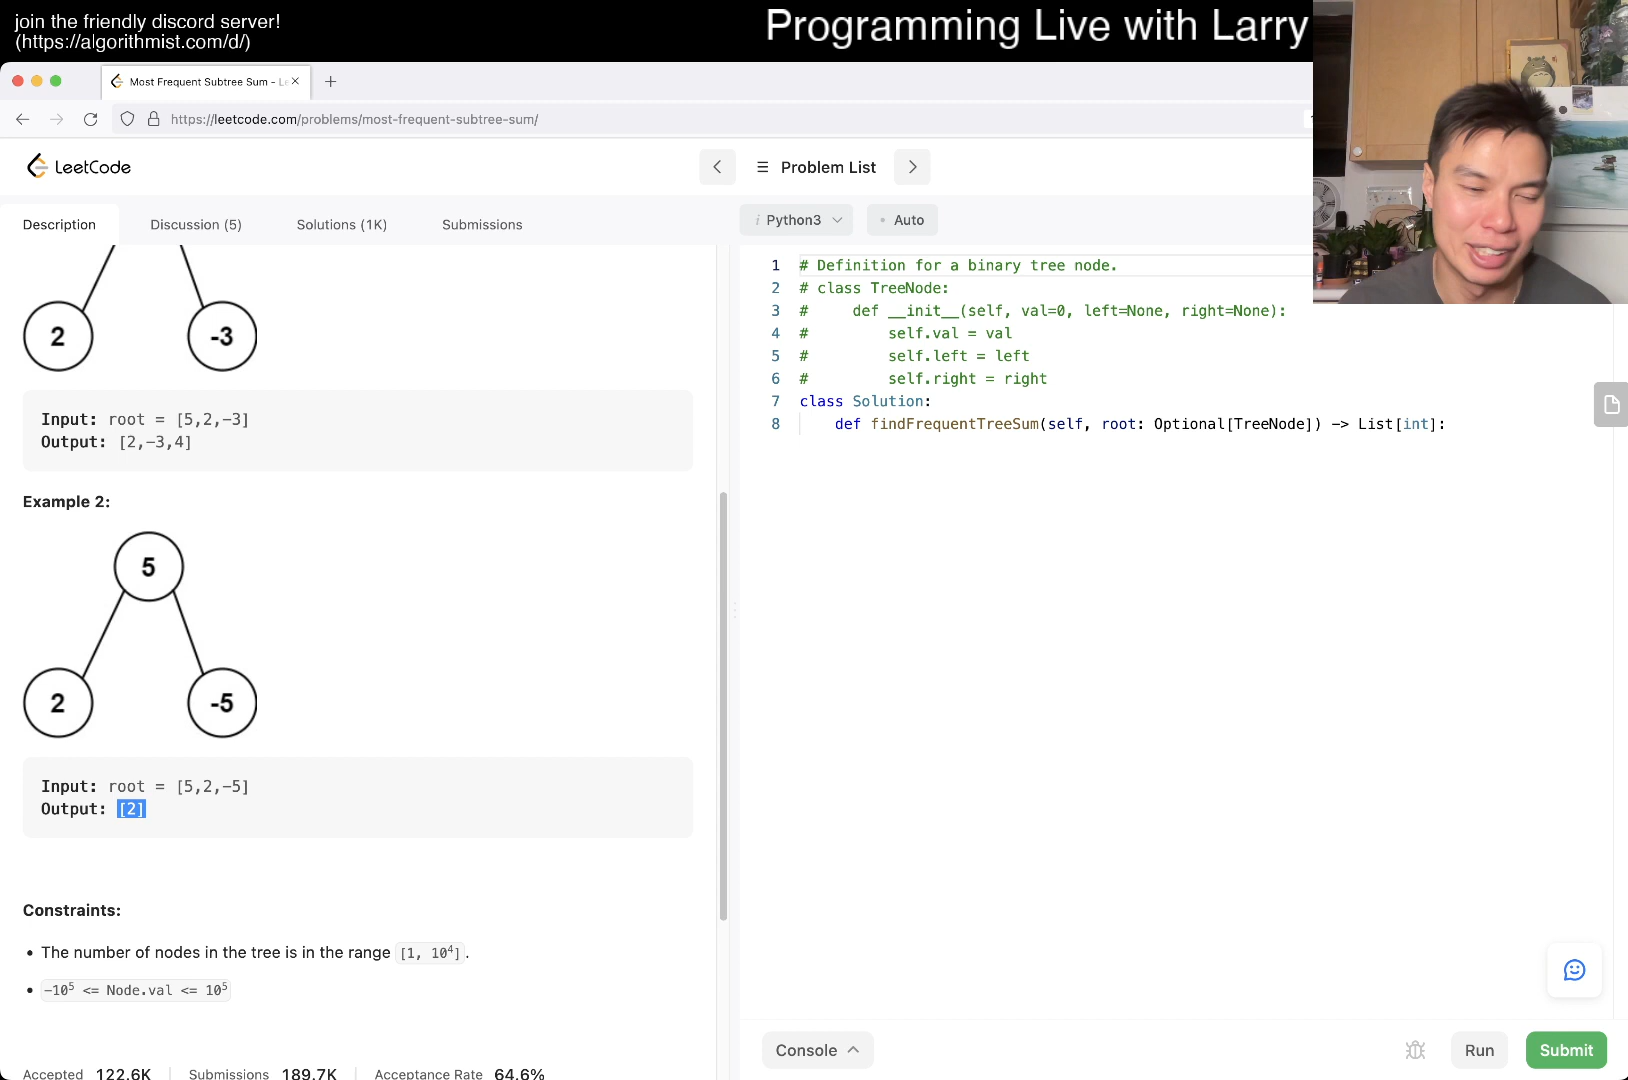 join the friendly discord server!
(https://algorithmist.com/d/)
Programming Live with Larry
Most Frequent Subtree Sum - Le
https://leetcode.com/problems/most-frequent-subtree-sum/
LeetCode
Problem List
Description
Discussion (5)
Solutions (1K)
Submissions
i Python3
Auto
2
-3
Input: root = [5,2,-3]
Output: [2,-3,4]
Example 2:
5
2
-5
Input: root = [5,2,-5]
Output: [2]
Constraints:
• The number of nodes in the tree is in the range [1, 10⁴].
• -10⁵ <= Node.val <= 10⁵
Accepted 122.6K
Submissions 189.7K
Acceptance Rate 64.6%
1 # Definition for a binary tree node.
2 # class TreeNode:
3 #     def __init__(self, val=0, left=None, right=None):
4 #         self.val = val
5 #         self.left = left
6 #         self.right = right
7 class Solution:
8     def findFrequentTreeSum(self, root: Optional[TreeNode]) -> List[int]:
Console
Run
Submit